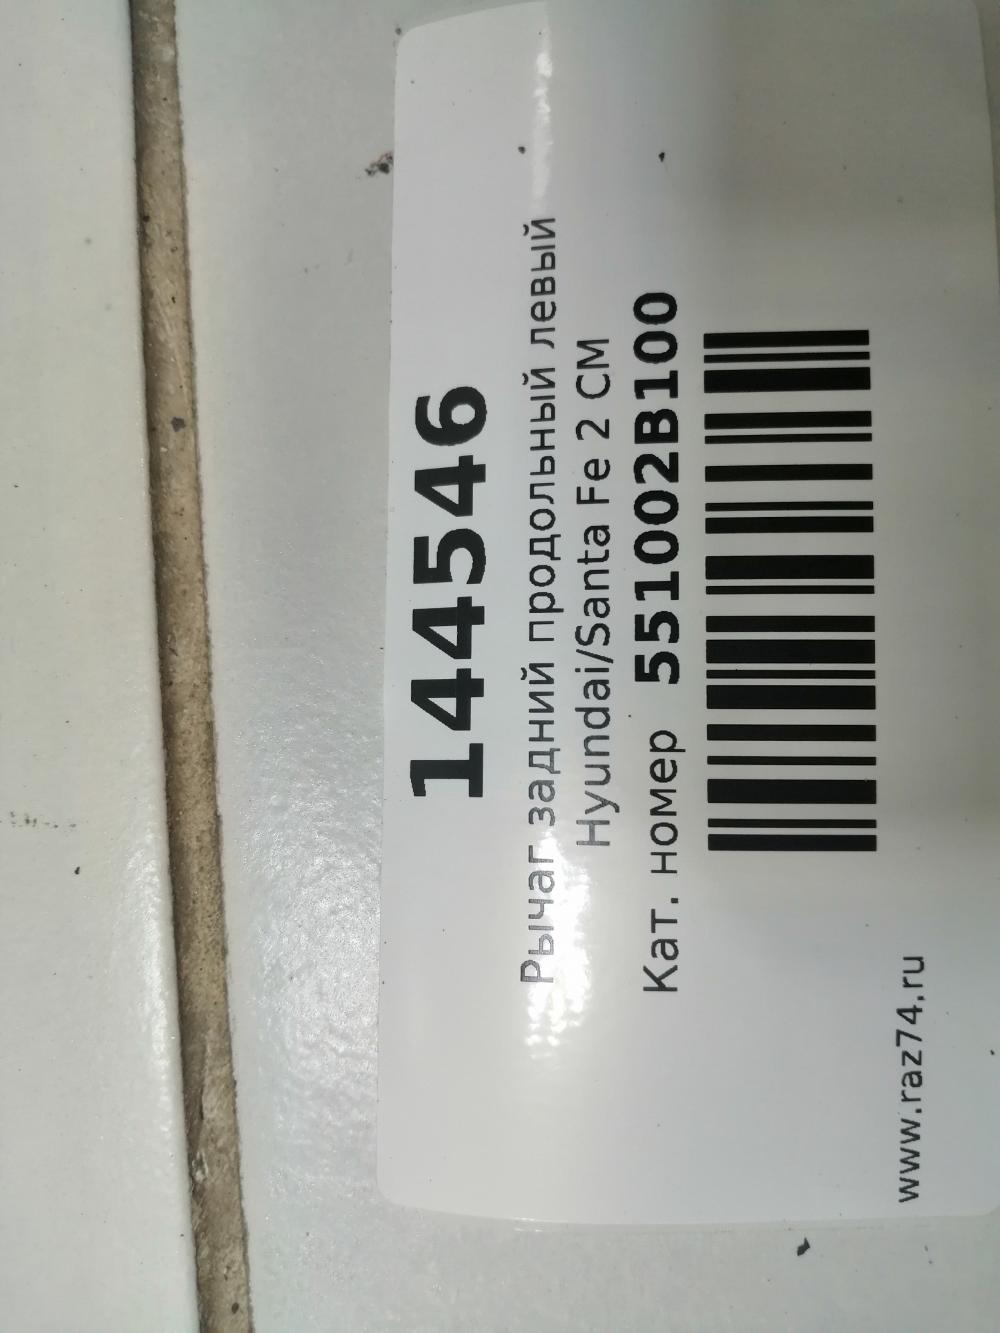 144546
Рычаг задний продольный левый
Hyundai/Santa Fe 2 CM
Кат. номер 551002B100
www.raz74.ru